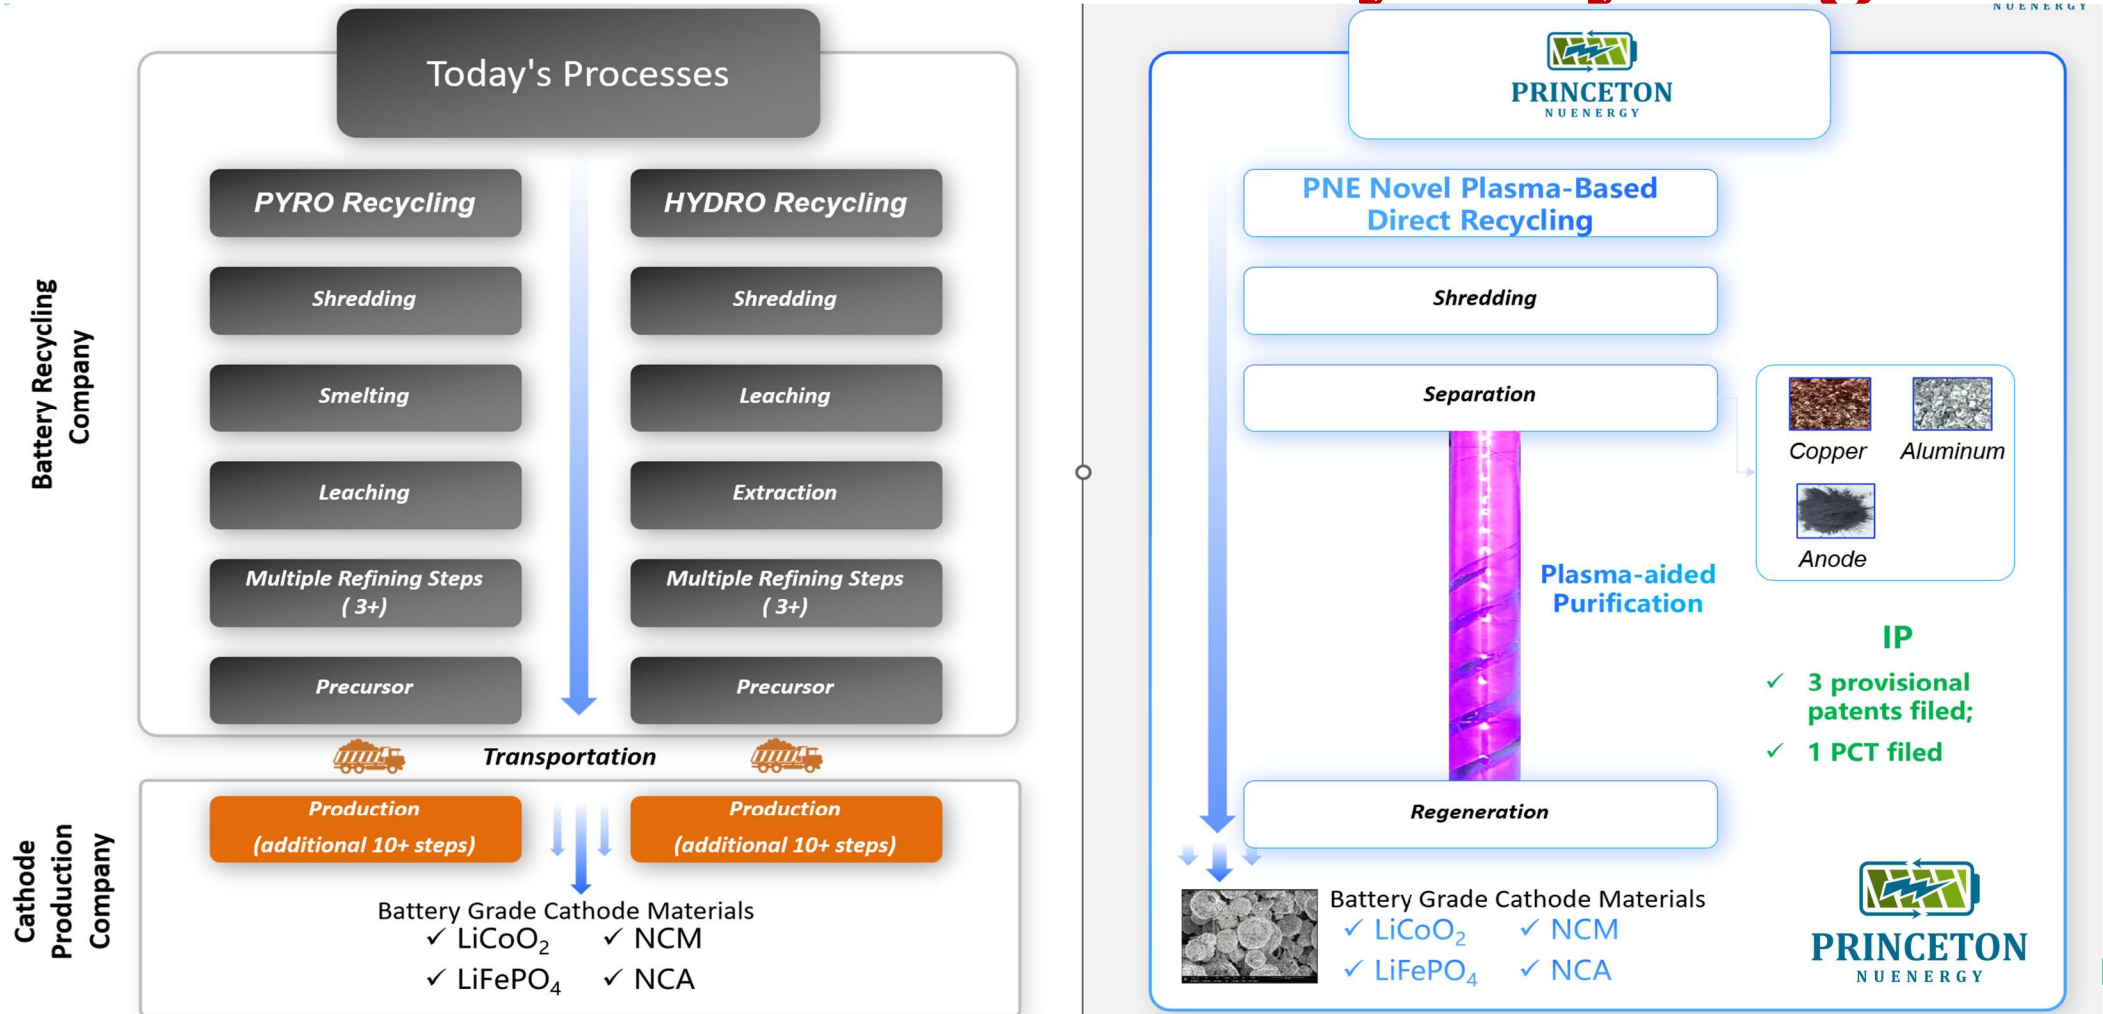 NUENERGY
Today's Processes
Battery Recycling
Company
PYRO Recycling
Shredding
Smelting
Leaching
Multiple Refining Steps
( 3+)
Precursor
HYDRO Recycling
Shredding
Leaching
Extraction
Multiple Refining Steps
( 3+)
Precursor
Transportation
Cathode
Production
Company
Production
(additional 10+ steps)
Production
(additional 10+ steps)
Battery Grade Cathode Materials
✓ LiCoO₂ ✓ NCM
✓ LiFePO₄ ✓ NCA
PRINCETON
NUENERGY
PNE Novel Plasma-Based
Direct Recycling
Shredding
Separation
Copper Aluminum
Anode
Plasma-aided
Purification
IP
✓ 3 provisional
patents filed;
✓ 1 PCT filed
Regeneration
Battery Grade Cathode Materials
✓ LiCoO₂ ✓ NCM
✓ LiFePO₄ ✓ NCA
PRINCETON
NUENERGY